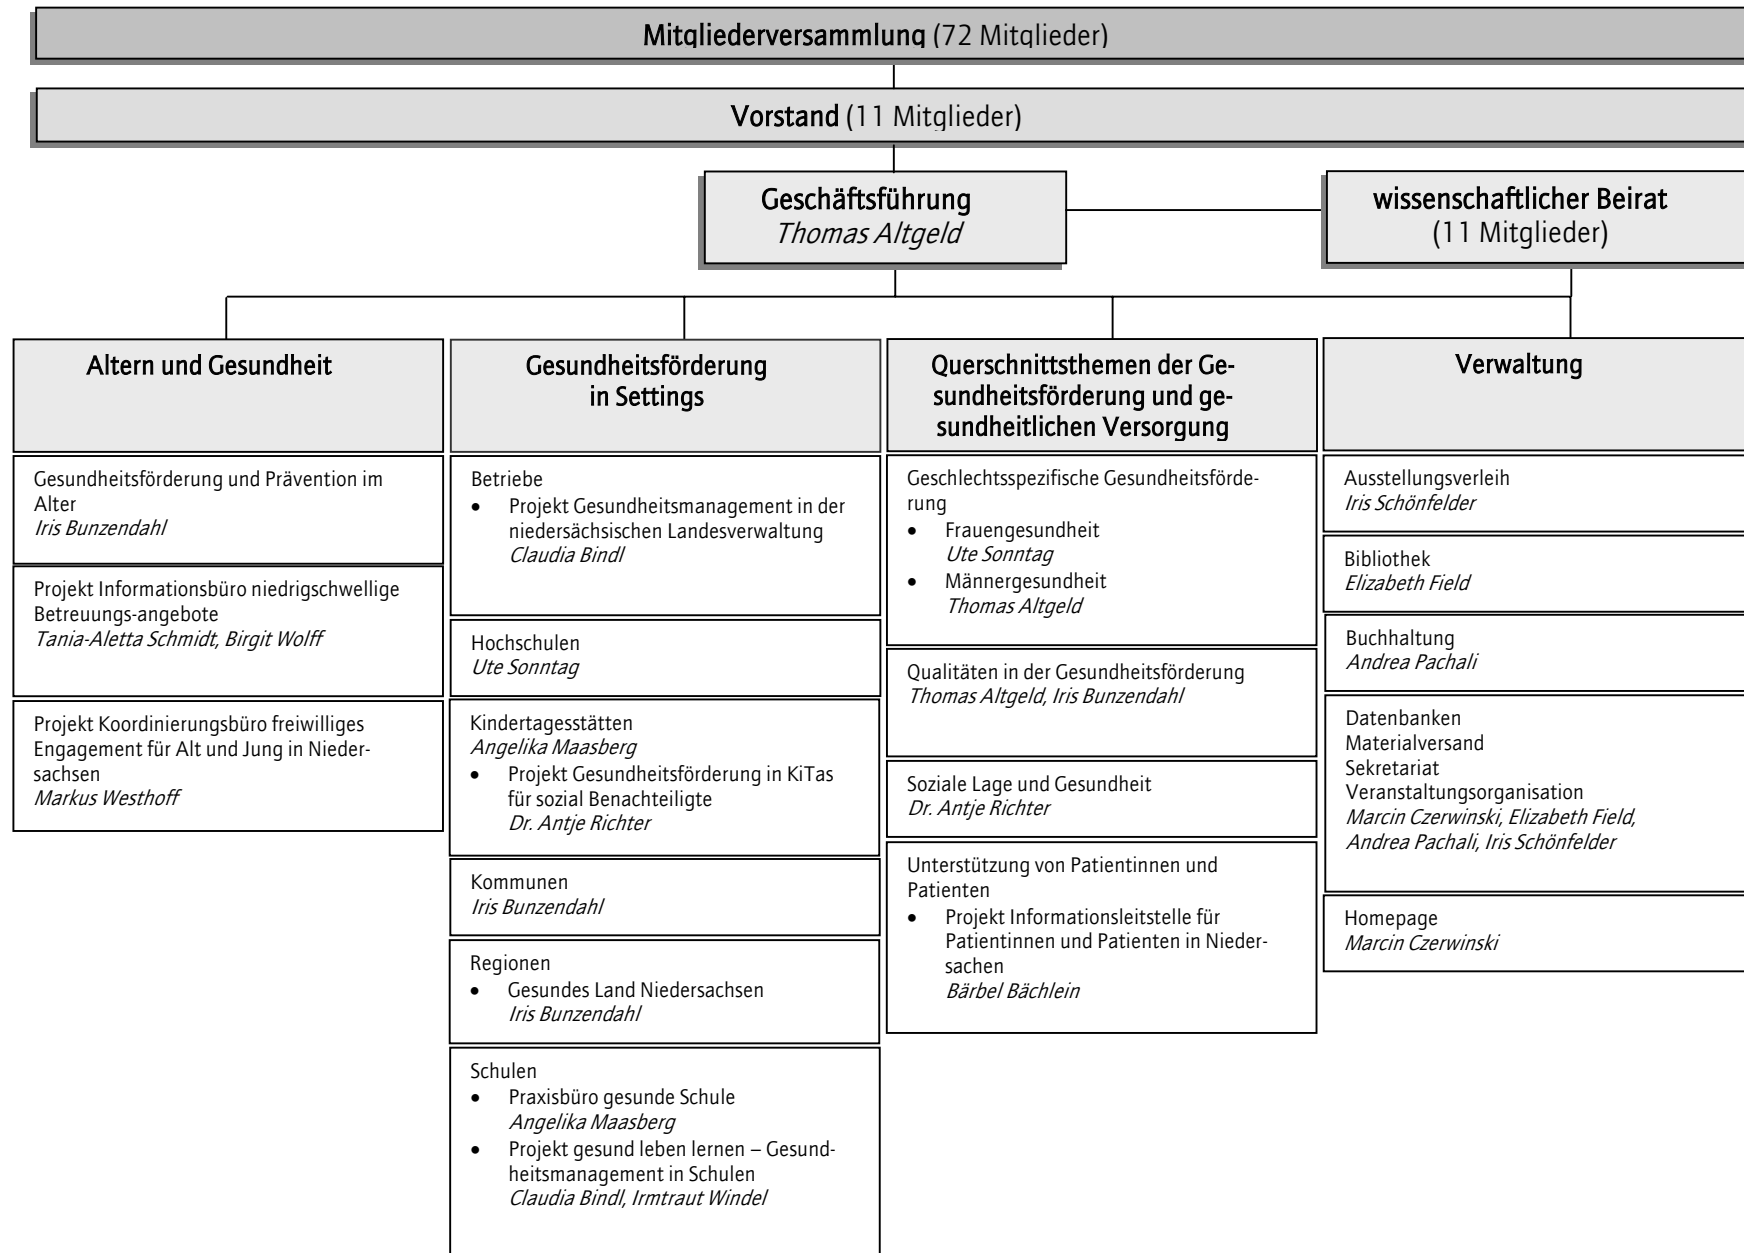 Mitgliederversammlung (72 Mitglieder)
Vorstand (11 Mitglieder)
Geschäftsführung
Thomas Altgeld
wissenschaftlicher Beirat
(11 Mitglieder)
Altern und Gesundheit
Gesundheitsförderung und Prävention im
Alter
Iris Bunzendahl
Projekt Informationsbüro niedrigschwellige
Betreuungs-angebote
Tania-Aletta Schmidt, Birgit Wolff
Projekt Koordinierungsbüro freiwilliges
Engagement für Alt und Jung in Nieder-
sachsen
Markus Westhoff
Gesundheitsförderung
in Settings
Betriebe
• Projekt Gesundheitsmanagement in der
niedersächsischen Landesverwaltung
Claudia Bindl
Hochschulen
Ute Sonntag
Kindertagesstätten
Angelika Maasberg
• Projekt Gesundheitsförderung in KiTas
für sozial Benachteiligte
Dr. Antje Richter
Kommunen
Iris Bunzendahl
Regionen
• Gesundes Land Niedersachsen
Iris Bunzendahl
Schulen
• Praxisbüro gesunde Schule
Angelika Maasberg
• Projekt gesund leben lernen – Gesund-
heitsmanagement in Schulen
Claudia Bindl, Irmtraut Windel
Querschnittsthemen der Ge-
sundheitsförderung und ge-
sundheitlichen Versorgung
Geschlechtsspezifische Gesundheitsförde-
rung
• Frauengesundheit
Ute Sonntag
• Männergesundheit
Thomas Altgeld
Qualitäten in der Gesundheitsförderung
Thomas Altgeld, Iris Bunzendahl
Soziale Lage und Gesundheit
Dr. Antje Richter
Unterstützung von Patientinnen und
Patienten
• Projekt Informationsleitstelle für
Patientinnen und Patienten in Nieder-
sachen
Bärbel Bächlein
Verwaltung
Ausstellungsverleih
Iris Schönfelder
Bibliothek
Elizabeth Field
Buchhaltung
Andrea Pachali
Datenbanken
Materialversand
Sekretariat
Veranstaltungsorganisation
Marcin Czerwinski, Elizabeth Field,
Andrea Pachali, Iris Schönfelder
Homepage
Marcin Czerwinski